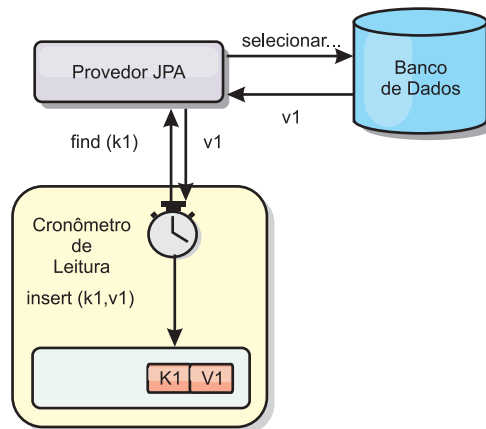 selecionar...
Provedor JPA
Banco
de Dados
v1
find (k1)
v1
Cronômetro
de
Leitura
insert (k1,v1)
K1
V1